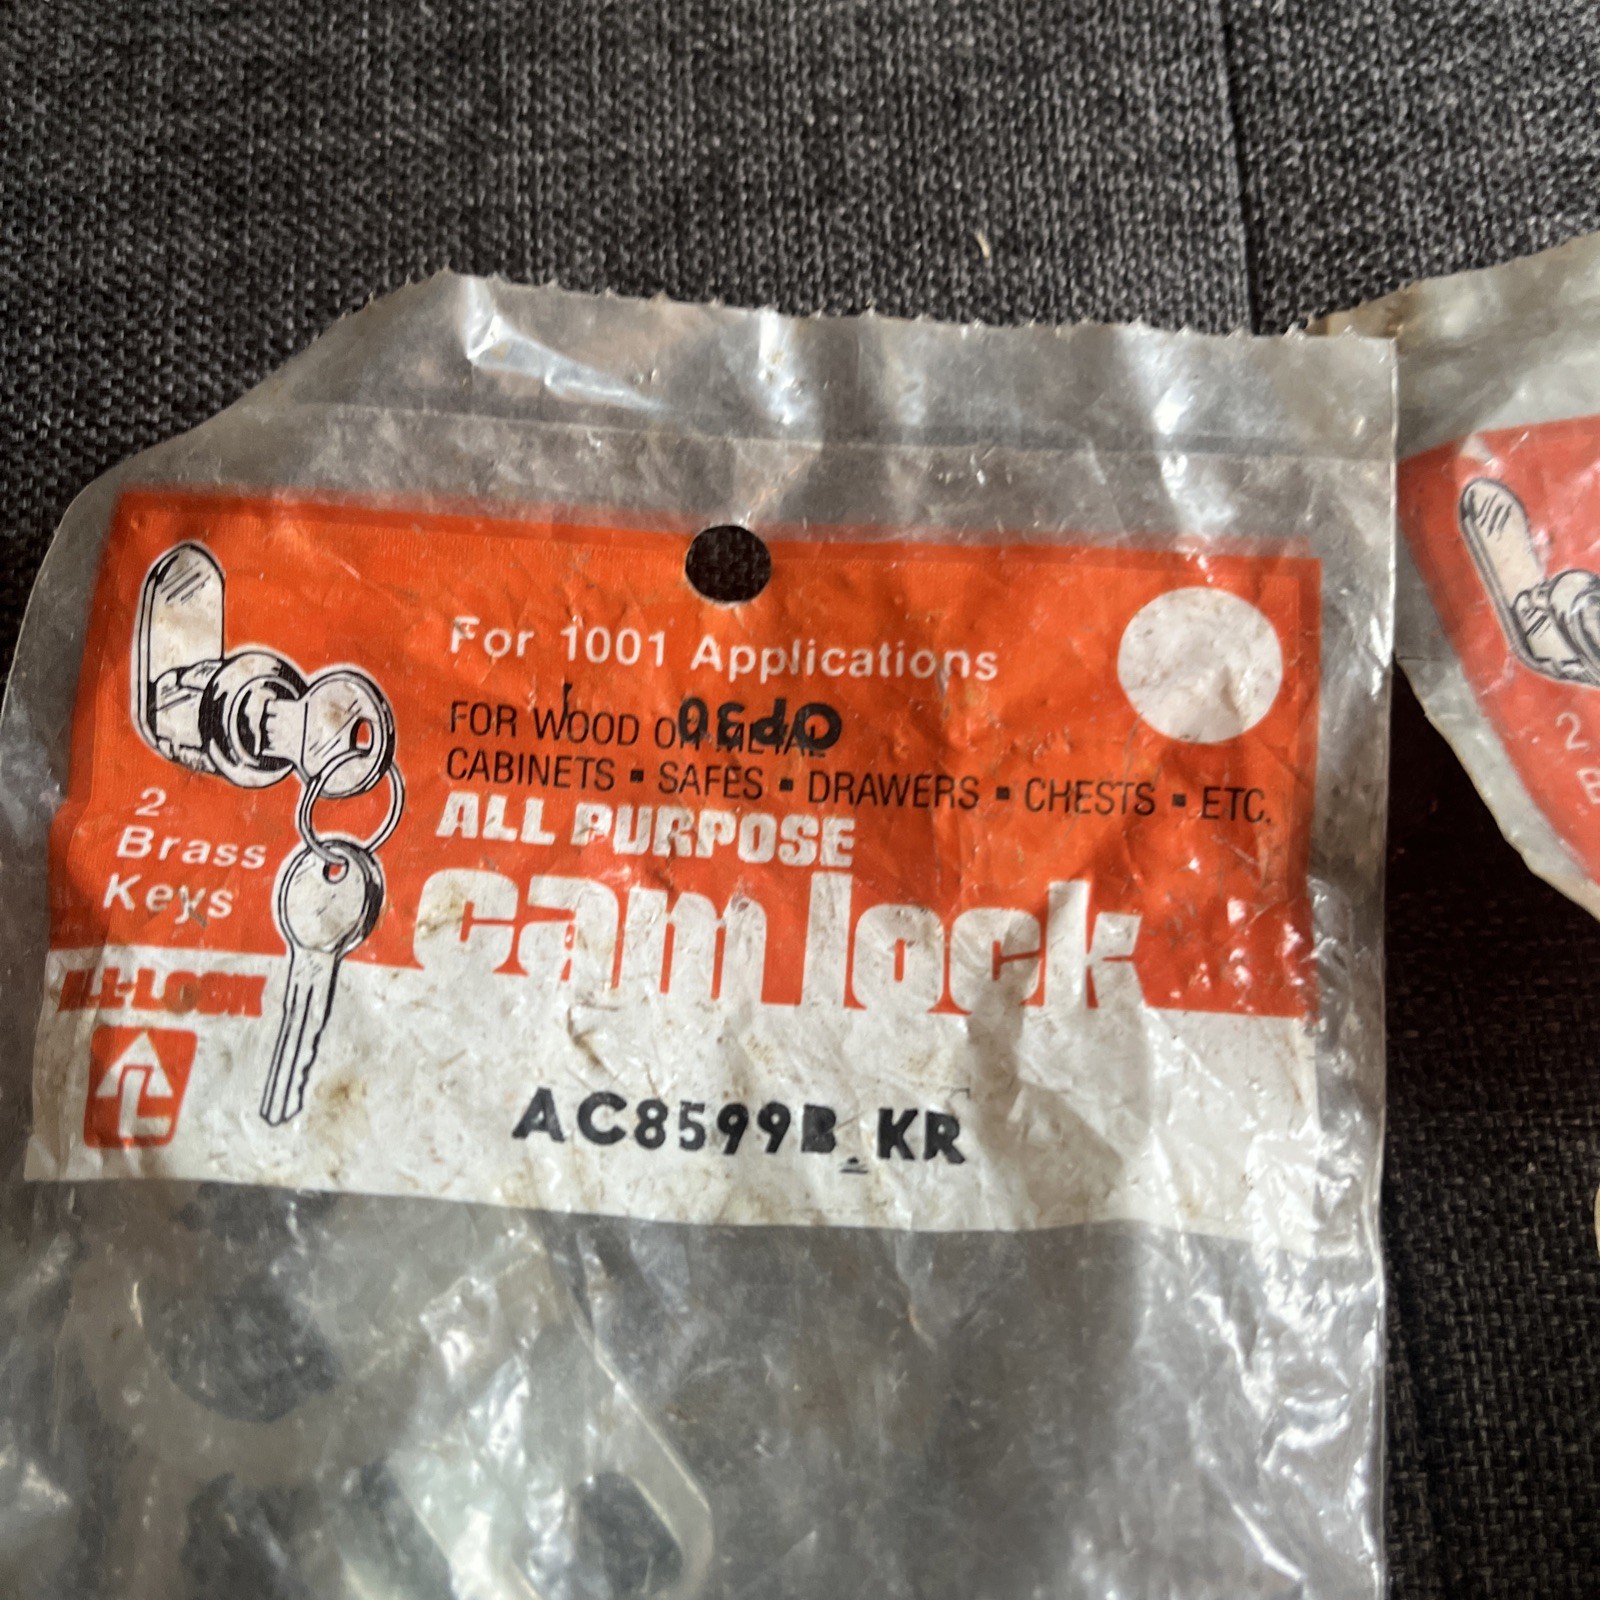 For 1001 Applications
FOR WOOD OR METAL
CABINETS ▪ SAFES ▪ DRAWERS ▪ CHESTS ▪ ETC.
ALL PURPOSE
cam lock
2
Brass
Keys
ALL-LOCK
AC8599B KR
2